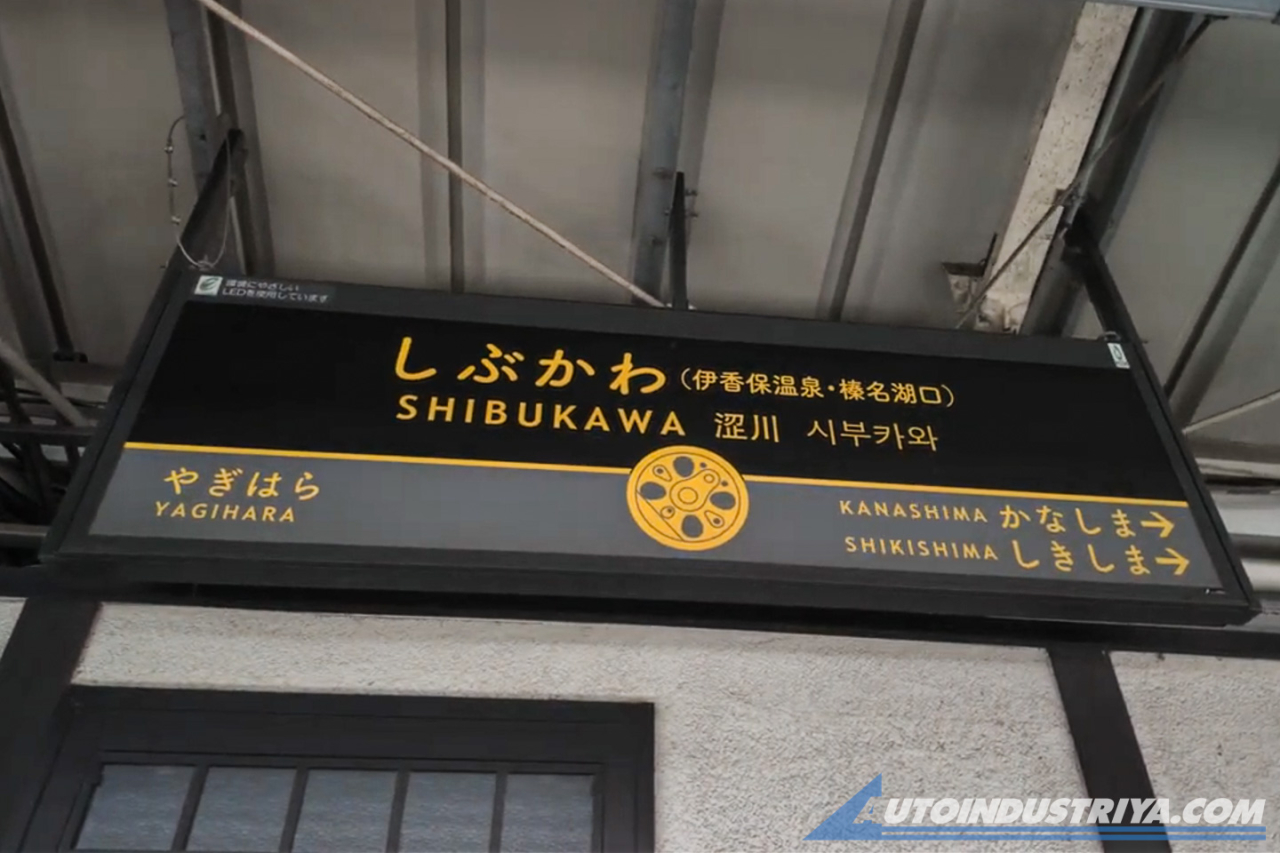 環境にやさしい
LEDを使用しています
しぶかわ(伊香保温泉・榛名湖口)
SHIBUKAWA 涩川 시부카와
やぎはら
YAGIHARA
KANASHIMA かなしま→
SHIKISHIMA しきしま→
AUTOINDUSTRIYA.COM